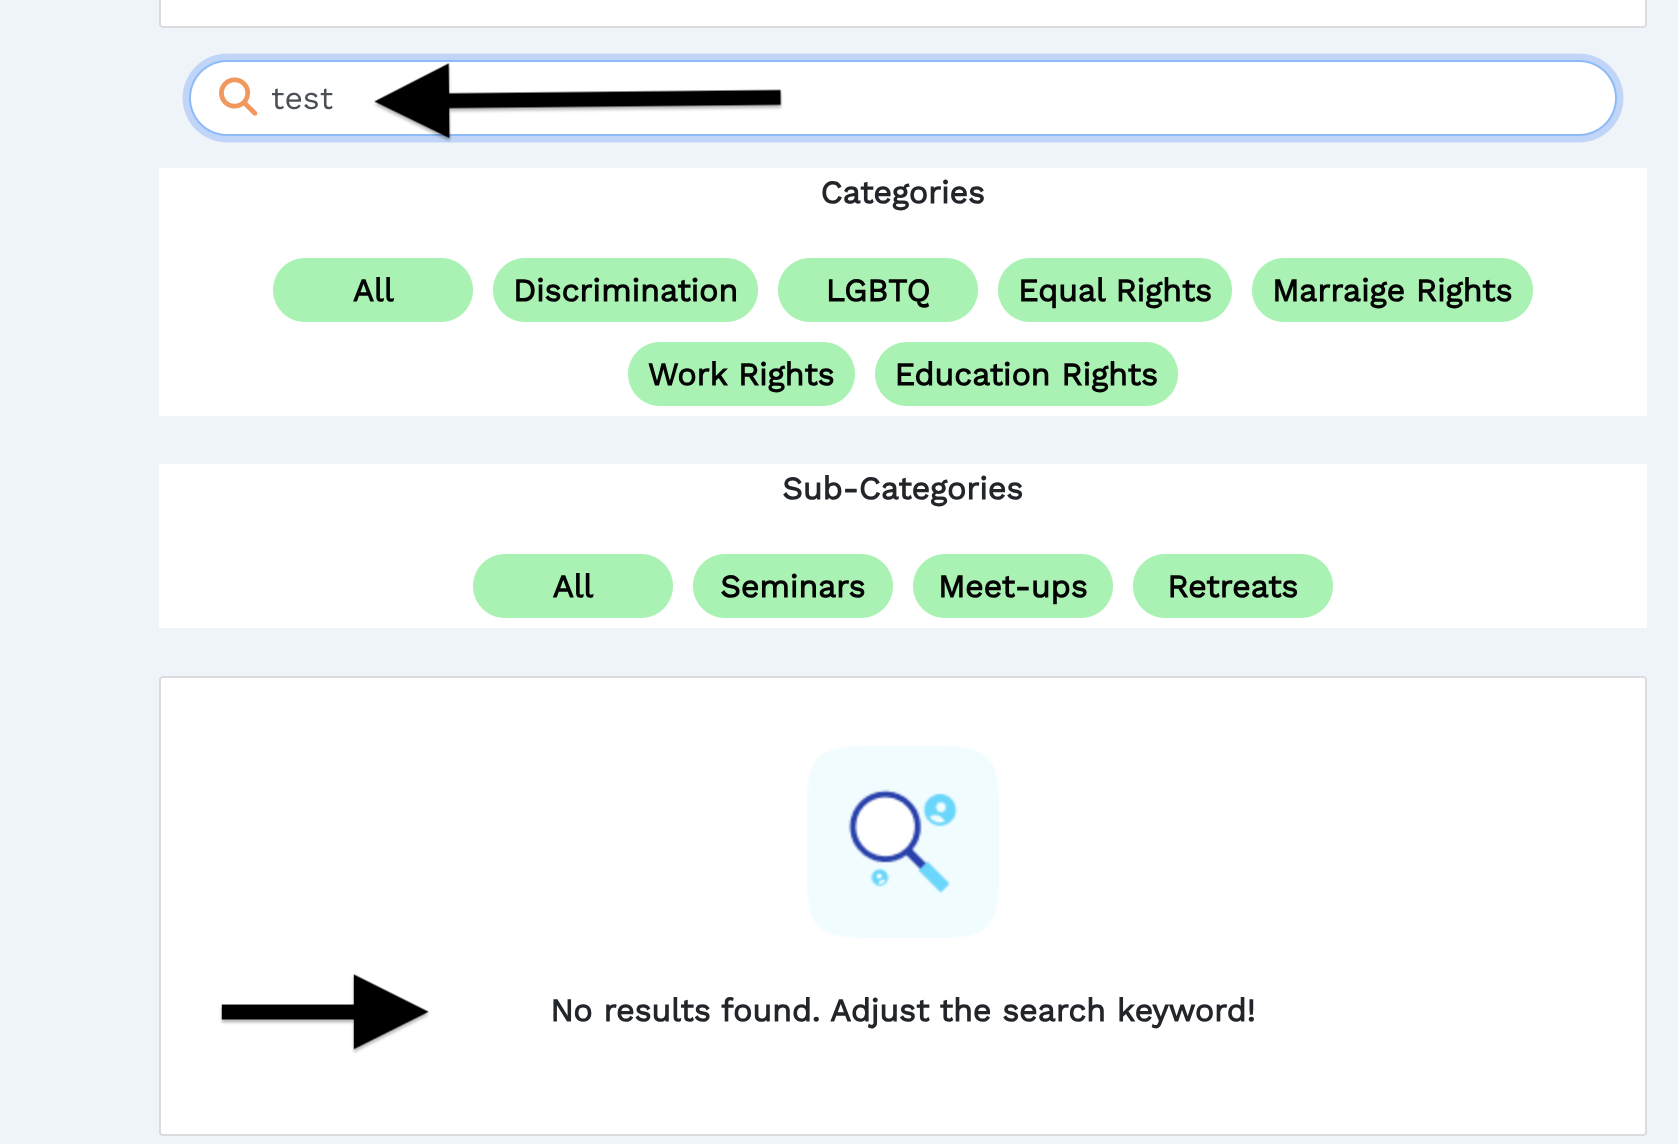 test
Categories
All Discrimination LGBTQ Equal Rights Marraige Rights
Work Rights Education Rights
Sub-Categories
All Seminars Meet-ups Retreats
No results found. Adjust the search keyword!